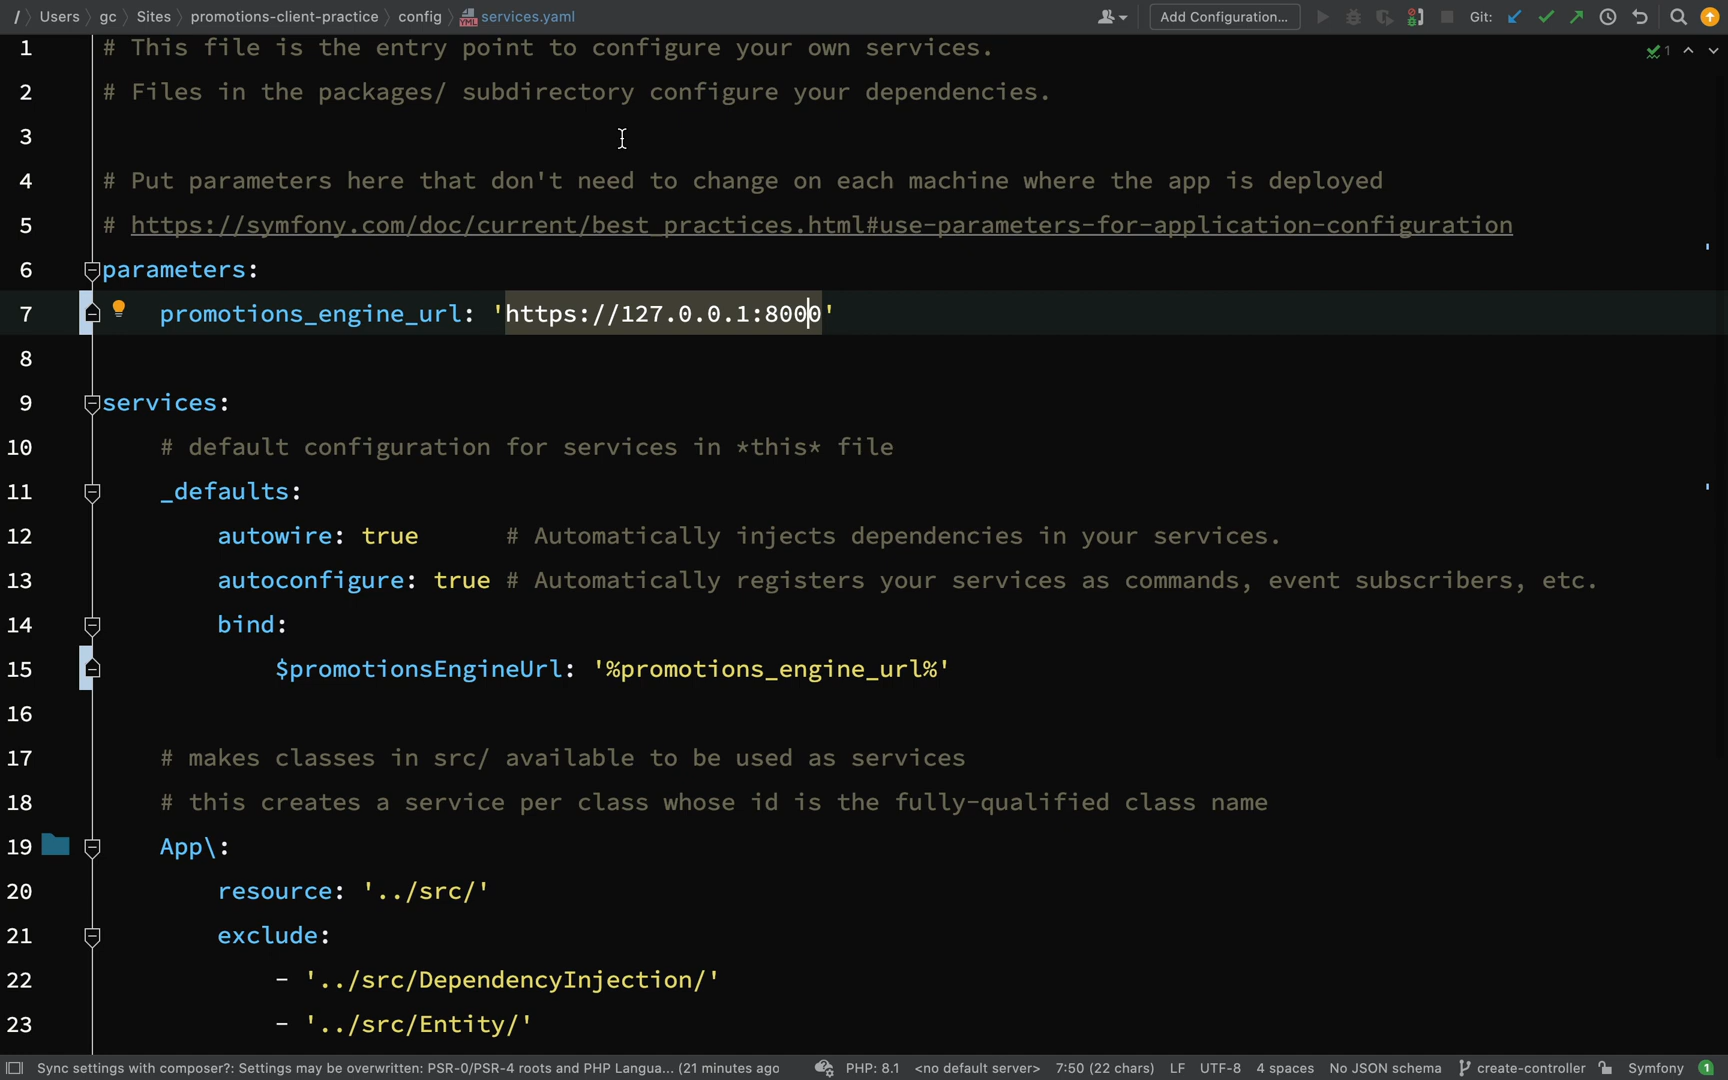 / Users gc Sites promotions-client-practice config services.yaml Add Configuration... Git:
1 # This file is the entry point to configure your own services. 1
2 # Files in the packages/ subdirectory configure your dependencies.
3
4 # Put parameters here that don't need to change on each machine where the app is deployed
5 # https://symfony.com/doc/current/best_practices.html#use-parameters-for-application-configuration
6 parameters:
7 promotions_engine_url: 'https://127.0.0.1:8000'
8
9 services:
10 # default configuration for services in *this* file
11 _defaults:
12 autowire: true # Automatically injects dependencies in your services.
13 autoconfigure: true # Automatically registers your services as commands, event subscribers, etc.
14 bind:
15 $promotionsEngineUrl: '%promotions_engine_url%'
16
17 # makes classes in src/ available to be used as services
18 # this creates a service per class whose id is the fully-qualified class name
19 App\:
20 resource: '../src/'
21 exclude:
22 - '../src/DependencyInjection/'
23 - '../src/Entity/'
Sync settings with composer?: Settings may be overwritten: PSR-0/PSR-4 roots and PHP Langua... (21 minutes ago PHP: 8.1 <no default server> 7:50 (22 chars) LF UTF-8 4 spaces No JSON schema create-controller Symfony 1